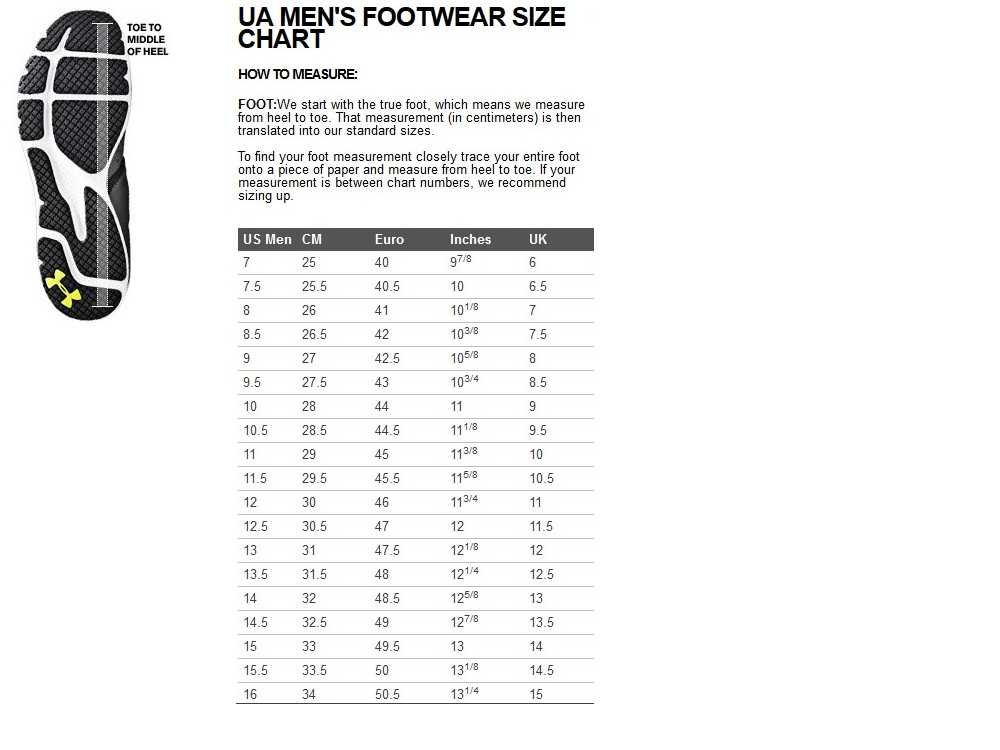 TOE TO
MIDDLE
OF HEEL
UA MEN'S FOOTWEAR SIZE
CHART
HOW TO MEASURE:
FOOT:We start with the true foot, which means we measure
from heel to toe. That measurement (in centimeters) is then
translated into our standard sizes.
To find your foot measurement closely trace your entire foot
onto a piece of paper and measure from heel to toe. If your
measurement is between chart numbers, we recommend
sizing up.
US Men CM Euro Inches UK
7 25 40 9 7/8 6
7.5 25.5 40.5 10 6.5
8 26 41 10 1/8 7
8.5 26.5 42 10 3/8 7.5
9 27 42.5 10 5/8 8
9.5 27.5 43 10 3/4 8.5
10 28 44 11 9
10.5 28.5 44.5 11 1/8 9.5
11 29 45 11 3/8 10
11.5 29.5 45.5 11 5/8 10.5
12 30 46 11 3/4 11
12.5 30.5 47 12 11.5
13 31 47.5 12 1/8 12
13.5 31.5 48 12 1/4 12.5
14 32 48.5 12 5/8 13
14.5 32.5 49 12 7/8 13.5
15 33 49.5 13 14
15.5 33.5 50 13 1/8 14.5
16 34 50.5 13 1/4 15